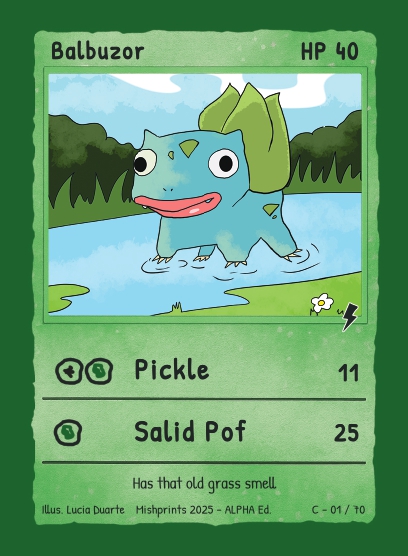 Balbuzor HP 40
Pickle 11
Salid Pof 25
Has that old grass smell.
Illus. Lucia Duarte Mishprints 2025 - ALPHA Ed. C - 01 / 70